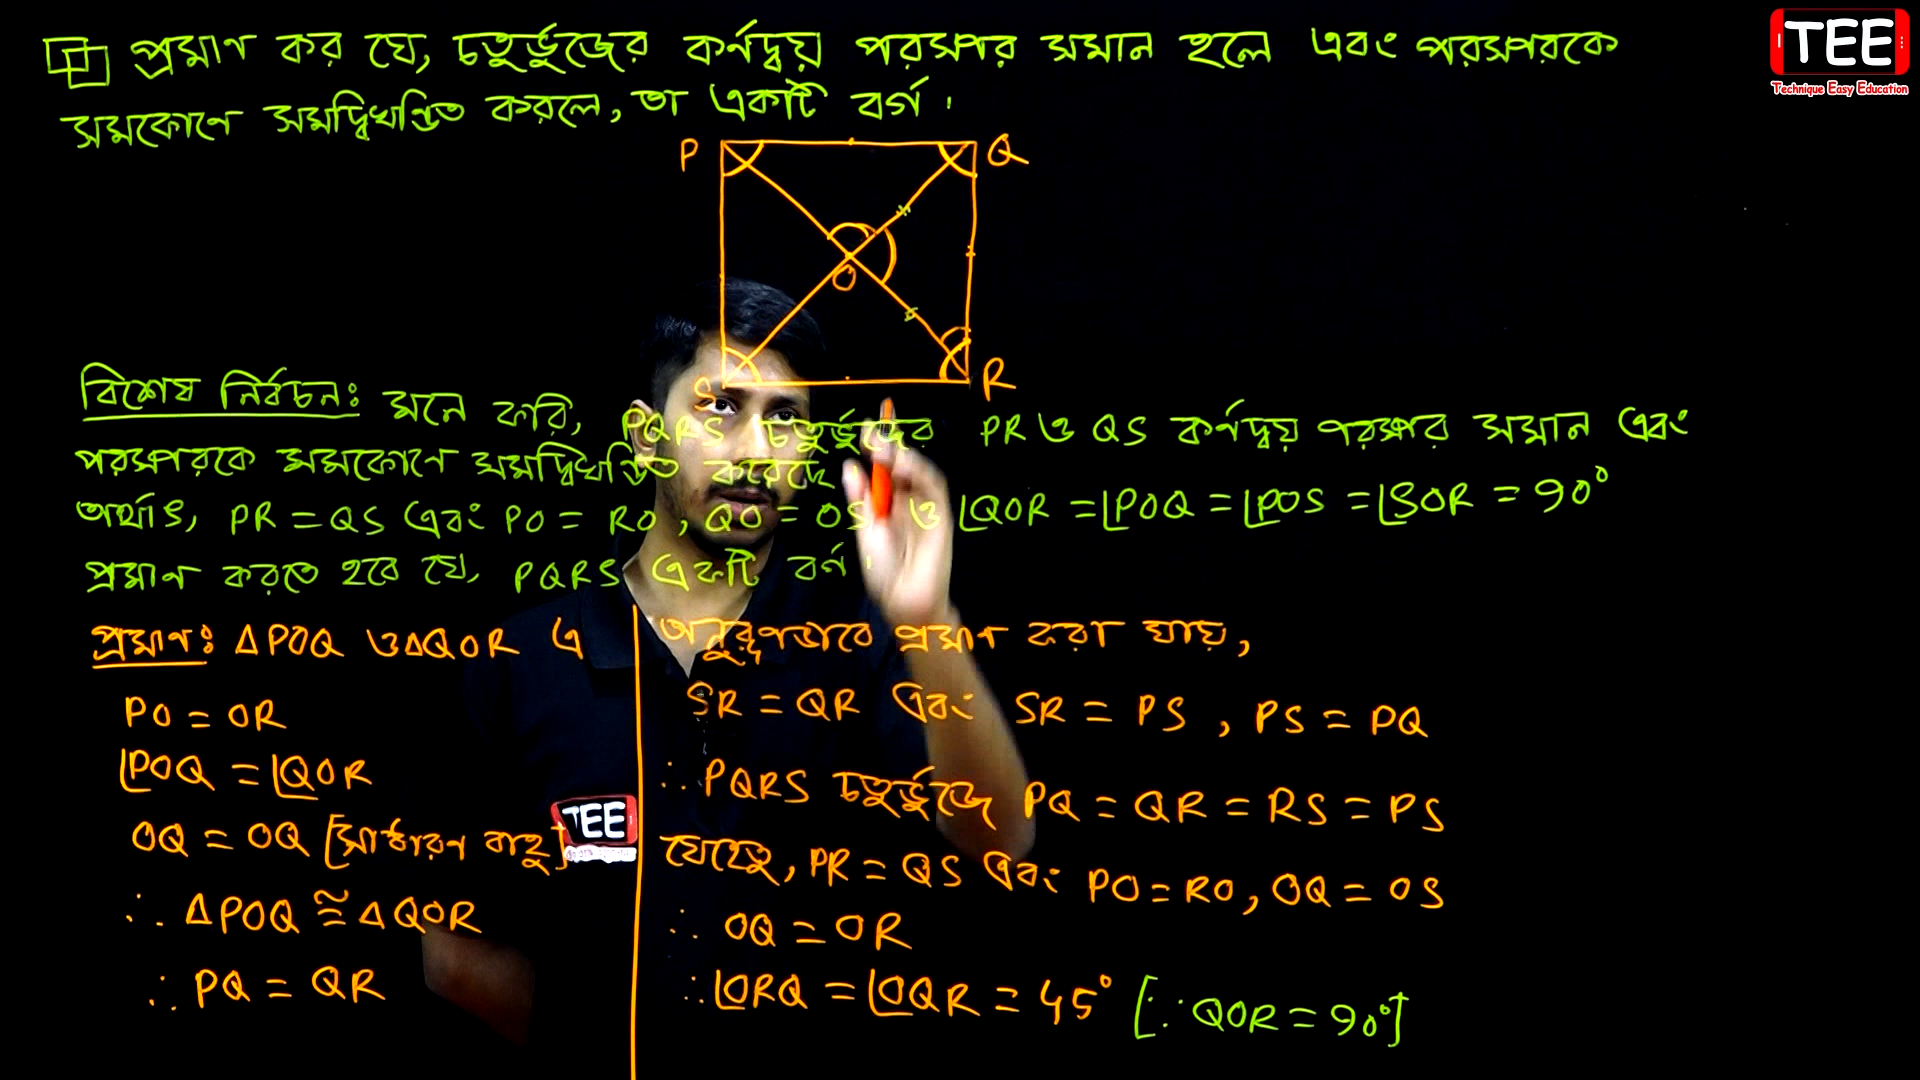 প্রমাণ কর যে, চতুর্ভুজের কর্ণদ্বয় পরস্পর সমান হলে এবং পরস্পরকে
সমকোণে সমদ্বিখন্ডিত করলে, তা একটি বর্গ।
TEE
Technique Easy Education
P Q
O
S R
বিশেষ নির্বচন: মনে করি, PQRS চতুর্ভুজের PR ও QS কর্ণদ্বয় পরস্পর সমান এবং
পরস্পরকে সমকোণে সমদ্বিখন্ডিত করেছে।
অর্থাৎ, PR = QS এবং PO = RO, QO = OS ও ∠QOR = ∠POQ = ∠POS = ∠SOR = 90°
প্রমাণ করতে হবে যে, PQRS একটি বর্গ।
প্রমাণ: ΔPOQ ও ΔQOR এ
PO = OR
∠POQ = ∠QOR
OQ = OQ [সাধারণ বাহু]
∴ ΔPOQ ≅ ΔQOR
∴ PQ = QR
অনুরূপভাবে প্রমাণ করা যায়,
SR = QR এবং SR = PS, PS = PQ
∴ PQRS চতুর্ভুজে PQ = QR = RS = PS
যেহেতু, PR = QS এবং PO = RO, OQ = OS
∴ OQ = OR
∴ ∠ORQ = ∠OQR = 45° [∵ QOR = 90°]
TEE